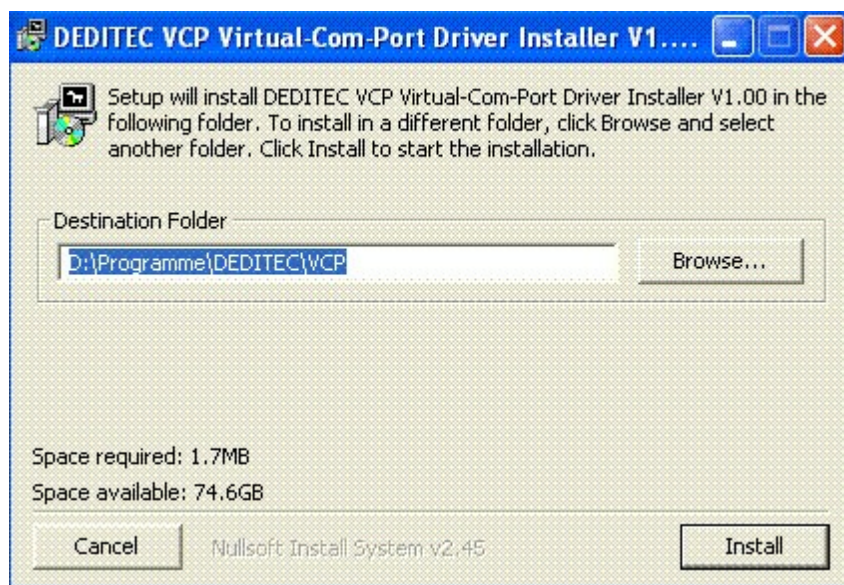 DEDITEC VCP Virtual-Com-Port Driver Installer V1....
Setup will install DEDITEC VCP Virtual-Com-Port Driver Installer V1.00 in the
following folder. To install in a different folder, click Browse and select
another folder. Click Install to start the installation.
Destination Folder
D:\Programme\DEDITEC\VCP
Browse...
Space required: 1.7MB
Space available: 74.6GB
Cancel
Nullsoft Install System v2.45
Install